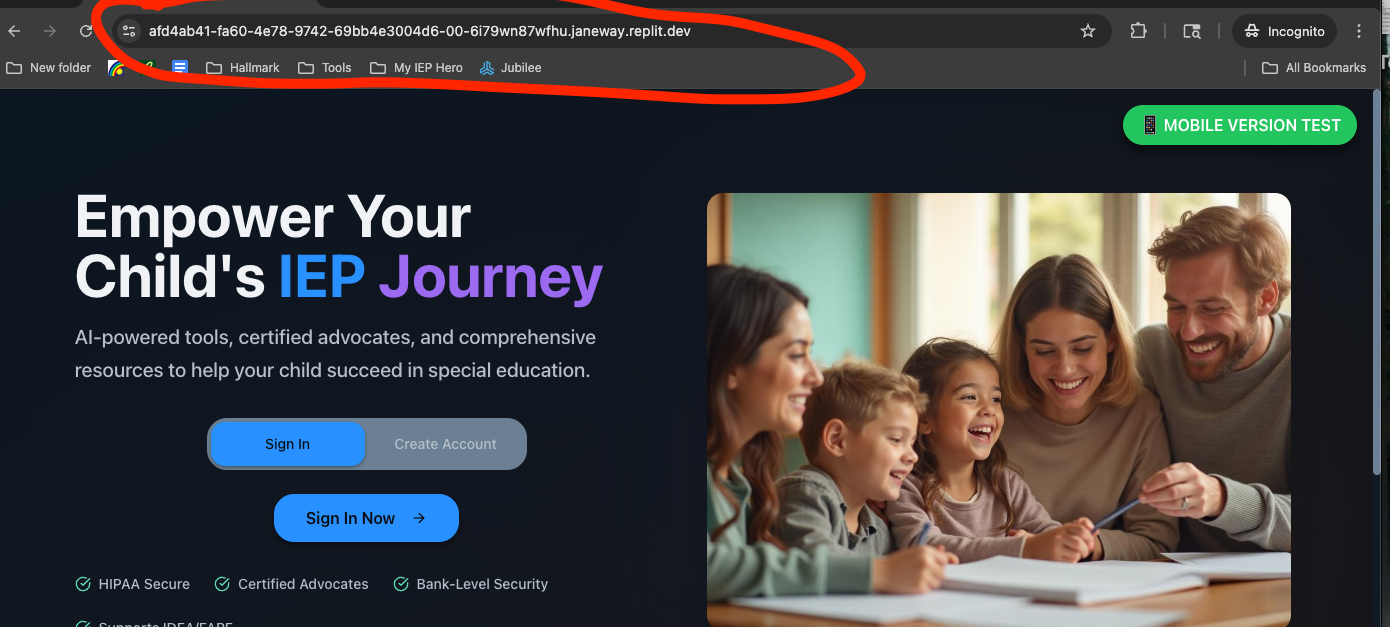 afd4ab41-fa60-4e78-9742-69bb4e3004d6-00-6i79wn87wfhu.janeway.replit.dev
Incognito
New folder
Hallmark
Tools
My IEP Hero
Jubilee
All Bookmarks
MOBILE VERSION TEST
Empower Your
Child's IEP Journey
AI-powered tools, certified advocates, and comprehensive
resources to help your child succeed in special education.
Sign In
Create Account
Sign In Now →
HIPAA Secure
Certified Advocates
Bank-Level Security
Supports IDEA/FAPE